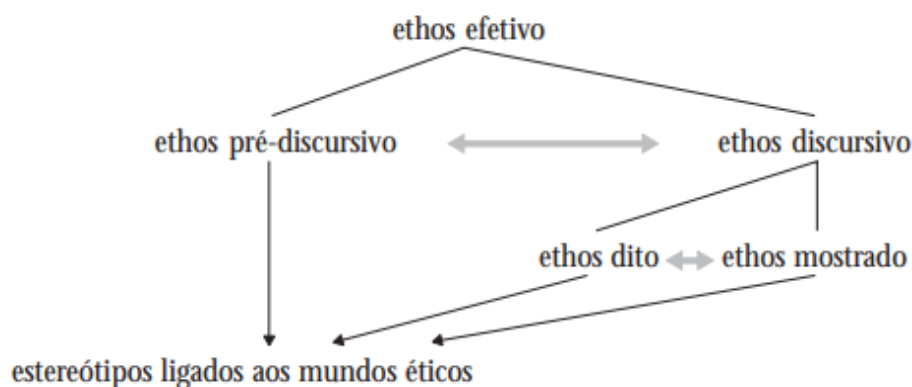 ethos efetivo
ethos pré-discursivo
ethos discursivo
ethos dito
ethos mostrado
estereótipos ligados aos mundos éticos